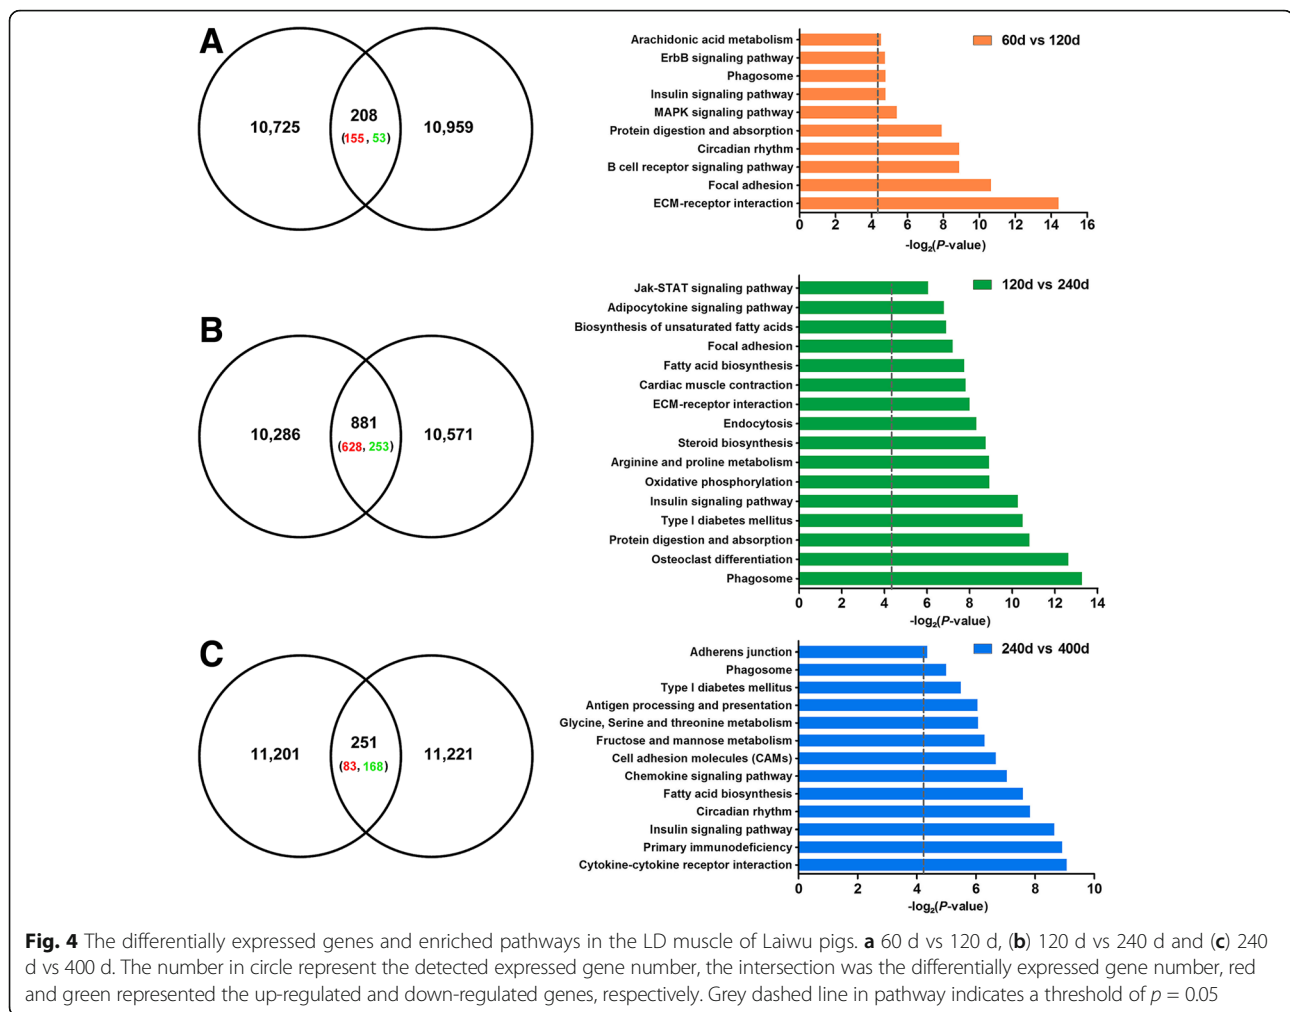 A
10,725
208
(155, 53)
10,959
60d vs 120d
Arachidonic acid metabolism
ErbB signaling pathway
Phagosome
Insulin signaling pathway
MAPK signaling pathway
Protein digestion and absorption
Circadian rhythm
B cell receptor signaling pathway
Focal adhesion
ECM-receptor interaction
0 2 4 6 8 10 12 14 16
-log₂(P-value)
B
10,286
881
(628, 253)
10,571
120d vs 240d
Jak-STAT signaling pathway
Adipocytokine signaling pathway
Biosynthesis of unsaturated fatty acids
Focal adhesion
Fatty acid biosynthesis
Cardiac muscle contraction
ECM-receptor interaction
Endocytosis
Steroid biosynthesis
Arginine and proline metabolism
Oxidative phosphorylation
Insulin signaling pathway
Type I diabetes mellitus
Protein digestion and absorption
Osteoclast differentiation
Phagosome
0 2 4 6 8 10 12 14
-log₂(P-value)
C
11,201
251
(83, 168)
11,221
240d vs 400d
Adherens junction
Phagosome
Type I diabetes mellitus
Antigen processing and presentation
Glycine, Serine and threonine metabolism
Fructose and mannose metabolism
Cell adhesion molecules (CAMs)
Chemokine signaling pathway
Fatty acid biosynthesis
Circadian rhythm
Insulin signaling pathway
Primary immunodeficiency
Cytokine-cytokine receptor interaction
0 2 4 6 8 10
-log₂(P-value)
Fig. 4 The differentially expressed genes and enriched pathways in the LD muscle of Laiwu pigs. a 60 d vs 120 d, (b) 120 d vs 240 d and (c) 240
d vs 400 d. The number in circle represent the detected expressed gene number, the intersection was the differentially expressed gene number, red
and green represented the up-regulated and down-regulated genes, respectively. Grey dashed line in pathway indicates a threshold of p = 0.05